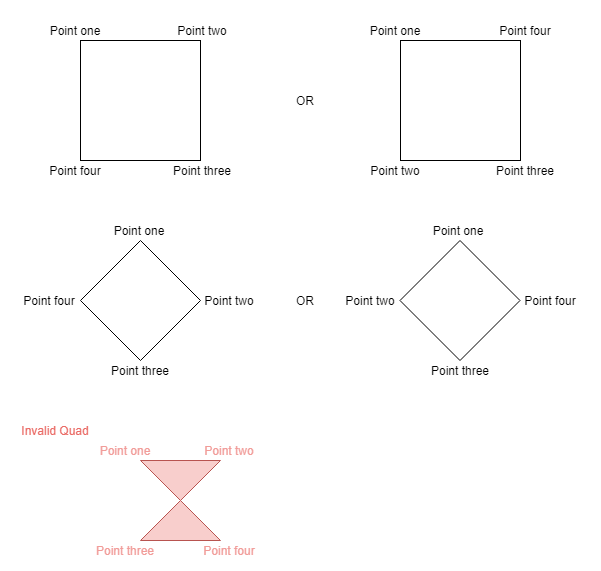 Point one Point two
Point one Point four
OR
Point four Point three
Point two Point three
Point one
Point one
Point four Point two
OR
Point two Point four
Point three
Point three
Invalid Quad
Point one Point two
Point three Point four